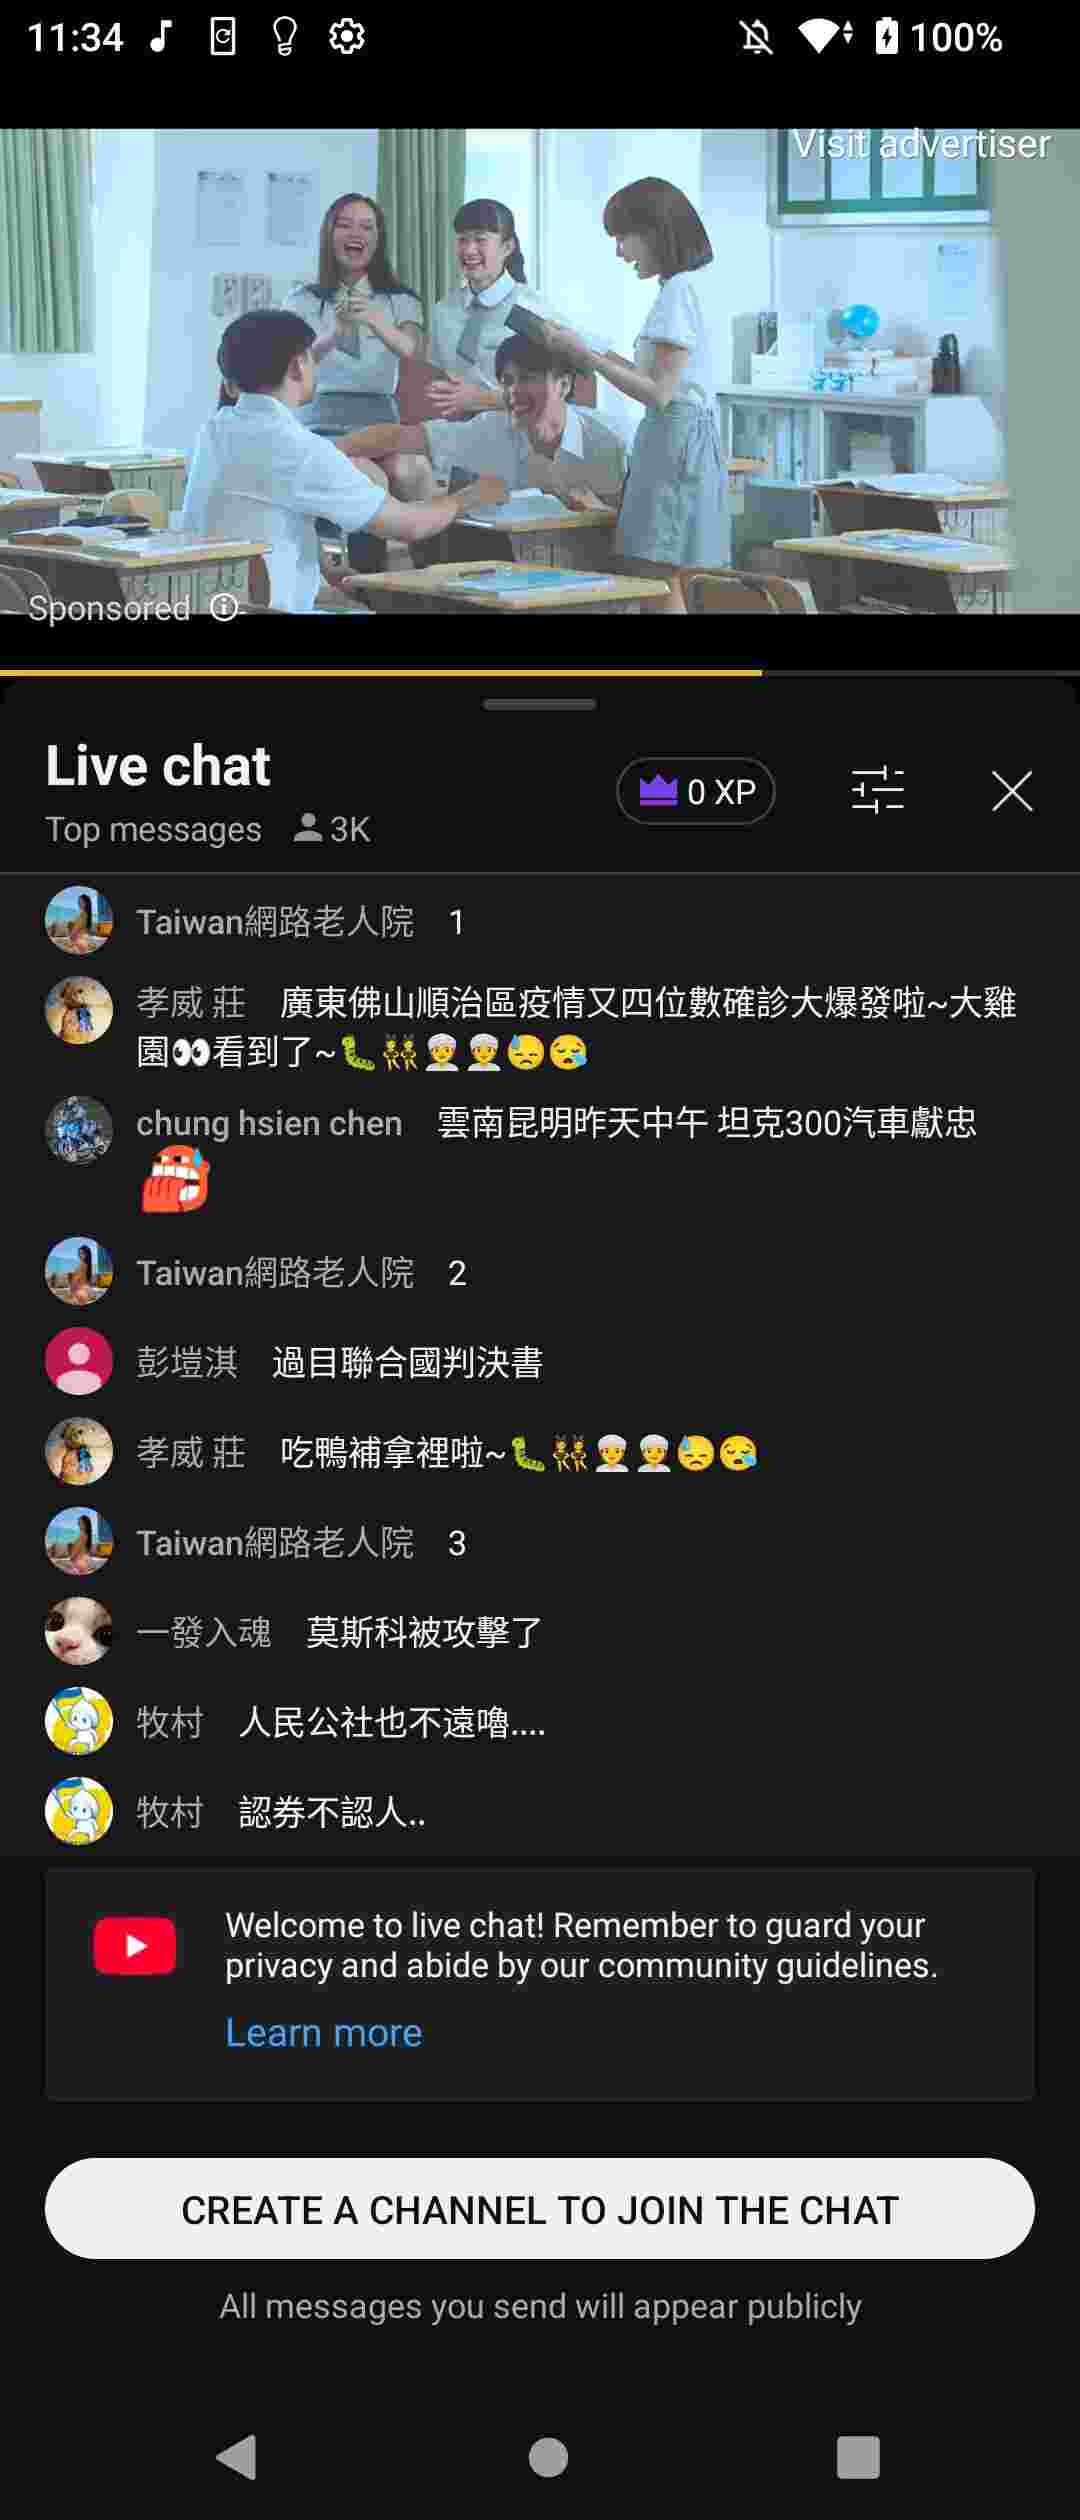 11:34
100%
Visit advertiser
Sponsored
Live chat
0 XP
Top messages 3K
Taiwan網路老人院 1
孝威 莊 廣東佛山順治區疫情又四位數確診大爆發啦~大雞
園👀看到了~🐛👯👳👳😓😪
chung hsien chen 雲南昆明昨天中午 坦克300汽車獻忠
Taiwan網路老人院 2
彭塏淇 過目聯合國判決書
孝威 莊 吃鴨補拿裡啦~🐛👯👳👳😓😪
Taiwan網路老人院 3
一發入魂 莫斯科被攻擊了
牧村 人民公社也不遠嚕....
牧村 認券不認人..
Welcome to live chat! Remember to guard your
privacy and abide by our community guidelines.
Learn more
CREATE A CHANNEL TO JOIN THE CHAT
All messages you send will appear publicly